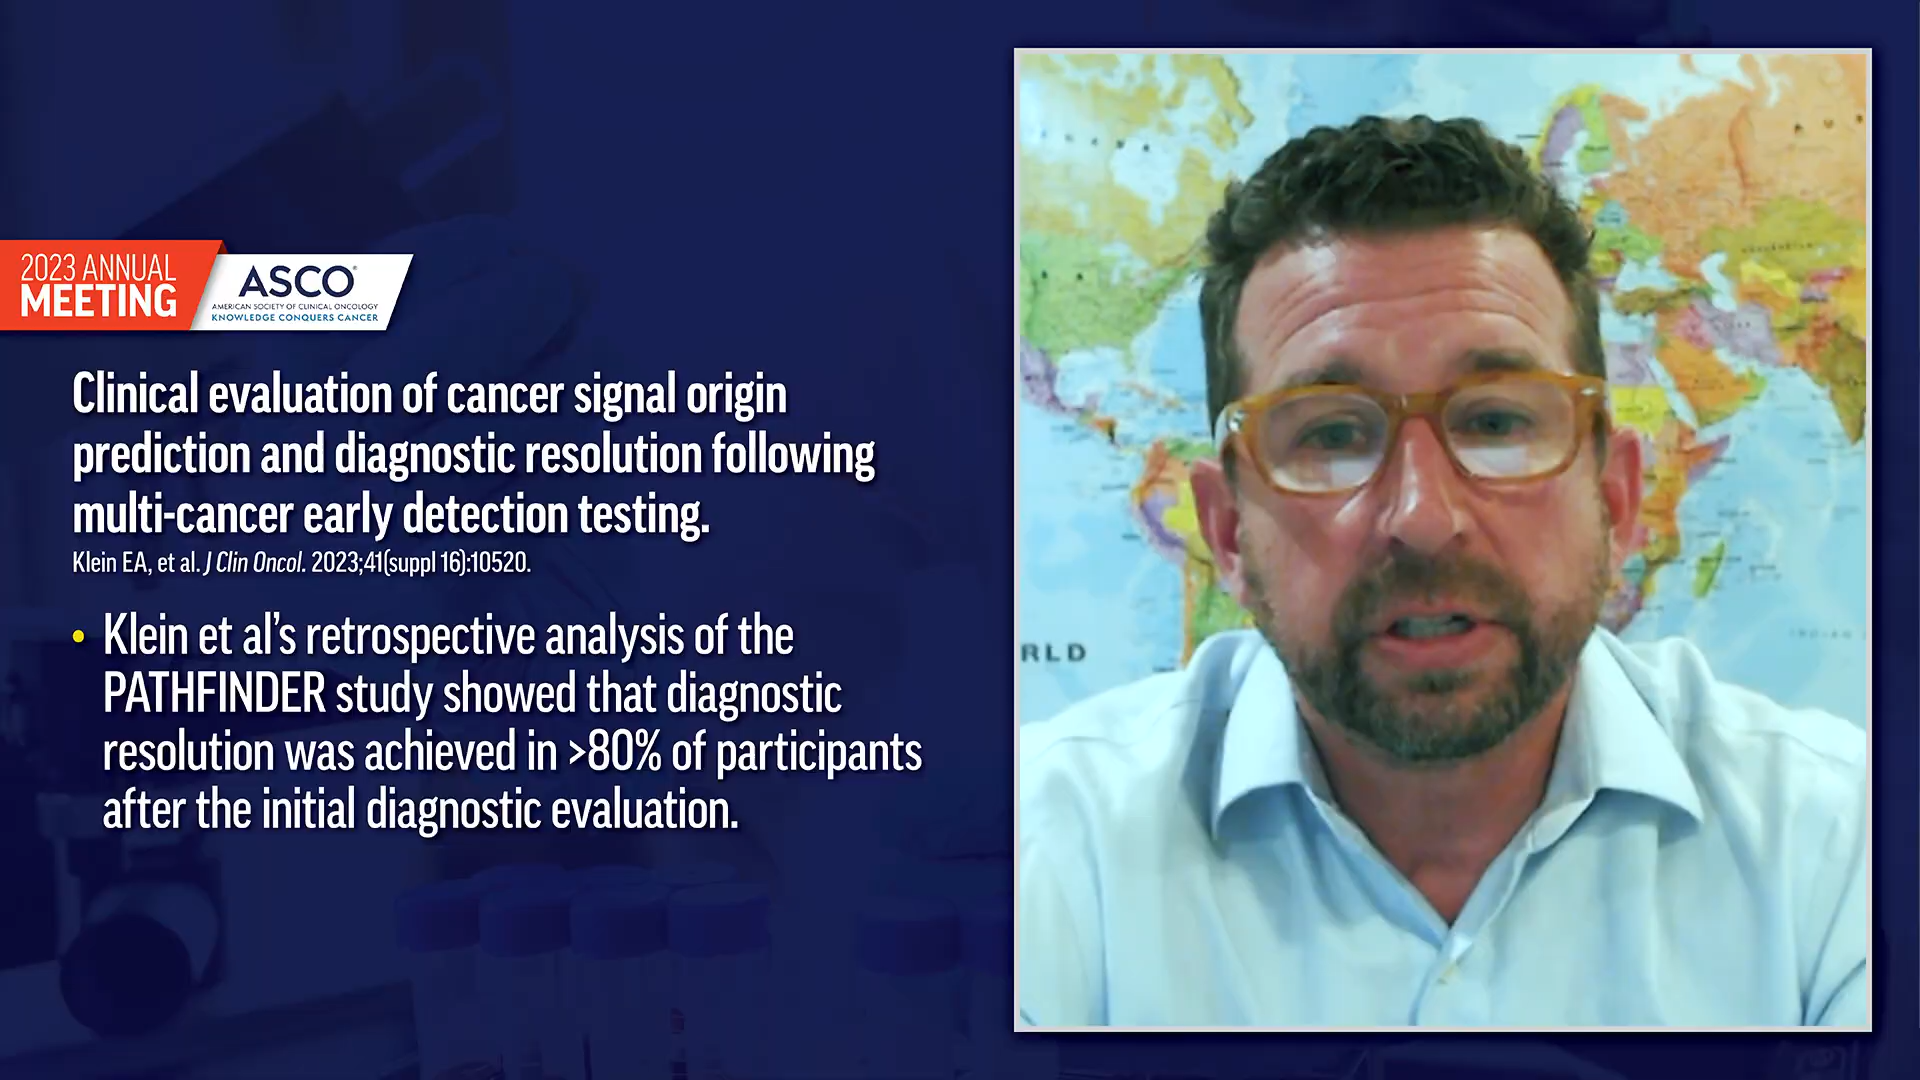 2023 ANNUAL
MEETING
ASCO®
AMERICAN SOCIETY OF CLINICAL ONCOLOGY
KNOWLEDGE CONQUERS CANCER
Clinical evaluation of cancer signal origin
prediction and diagnostic resolution following
multi-cancer early detection testing.
Klein EA, et al. J Clin Oncol. 2023;41(suppl 16):10520.
• Klein et al’s retrospective analysis of the
PATHFINDER study showed that diagnostic
resolution was achieved in >80% of participants
after the initial diagnostic evaluation.
RLD